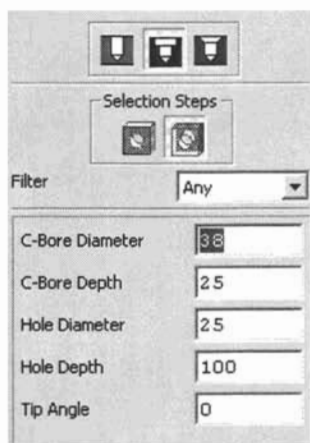 Selection Steps
Filter Any
C-Bore Diameter 38
C-Bore Depth 25
Hole Diameter 25
Hole Depth 100
Tip Angle 0